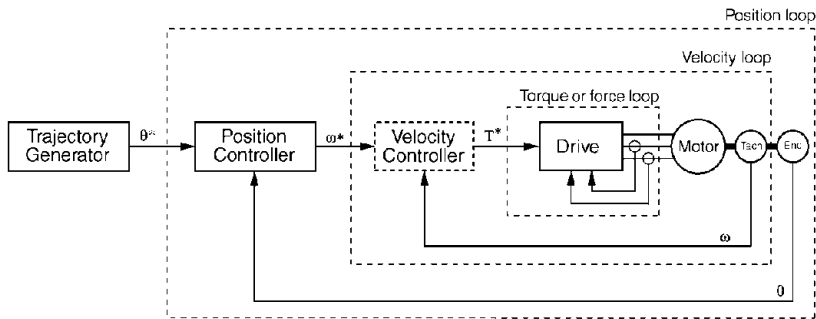 Position loop
Velocity loop
Torque or force loop
Trajectory
Generator
θ*
Position
Controller
ω*
Velocity
Controller
T*
Drive
Motor
Tach
Enc
ω
θ